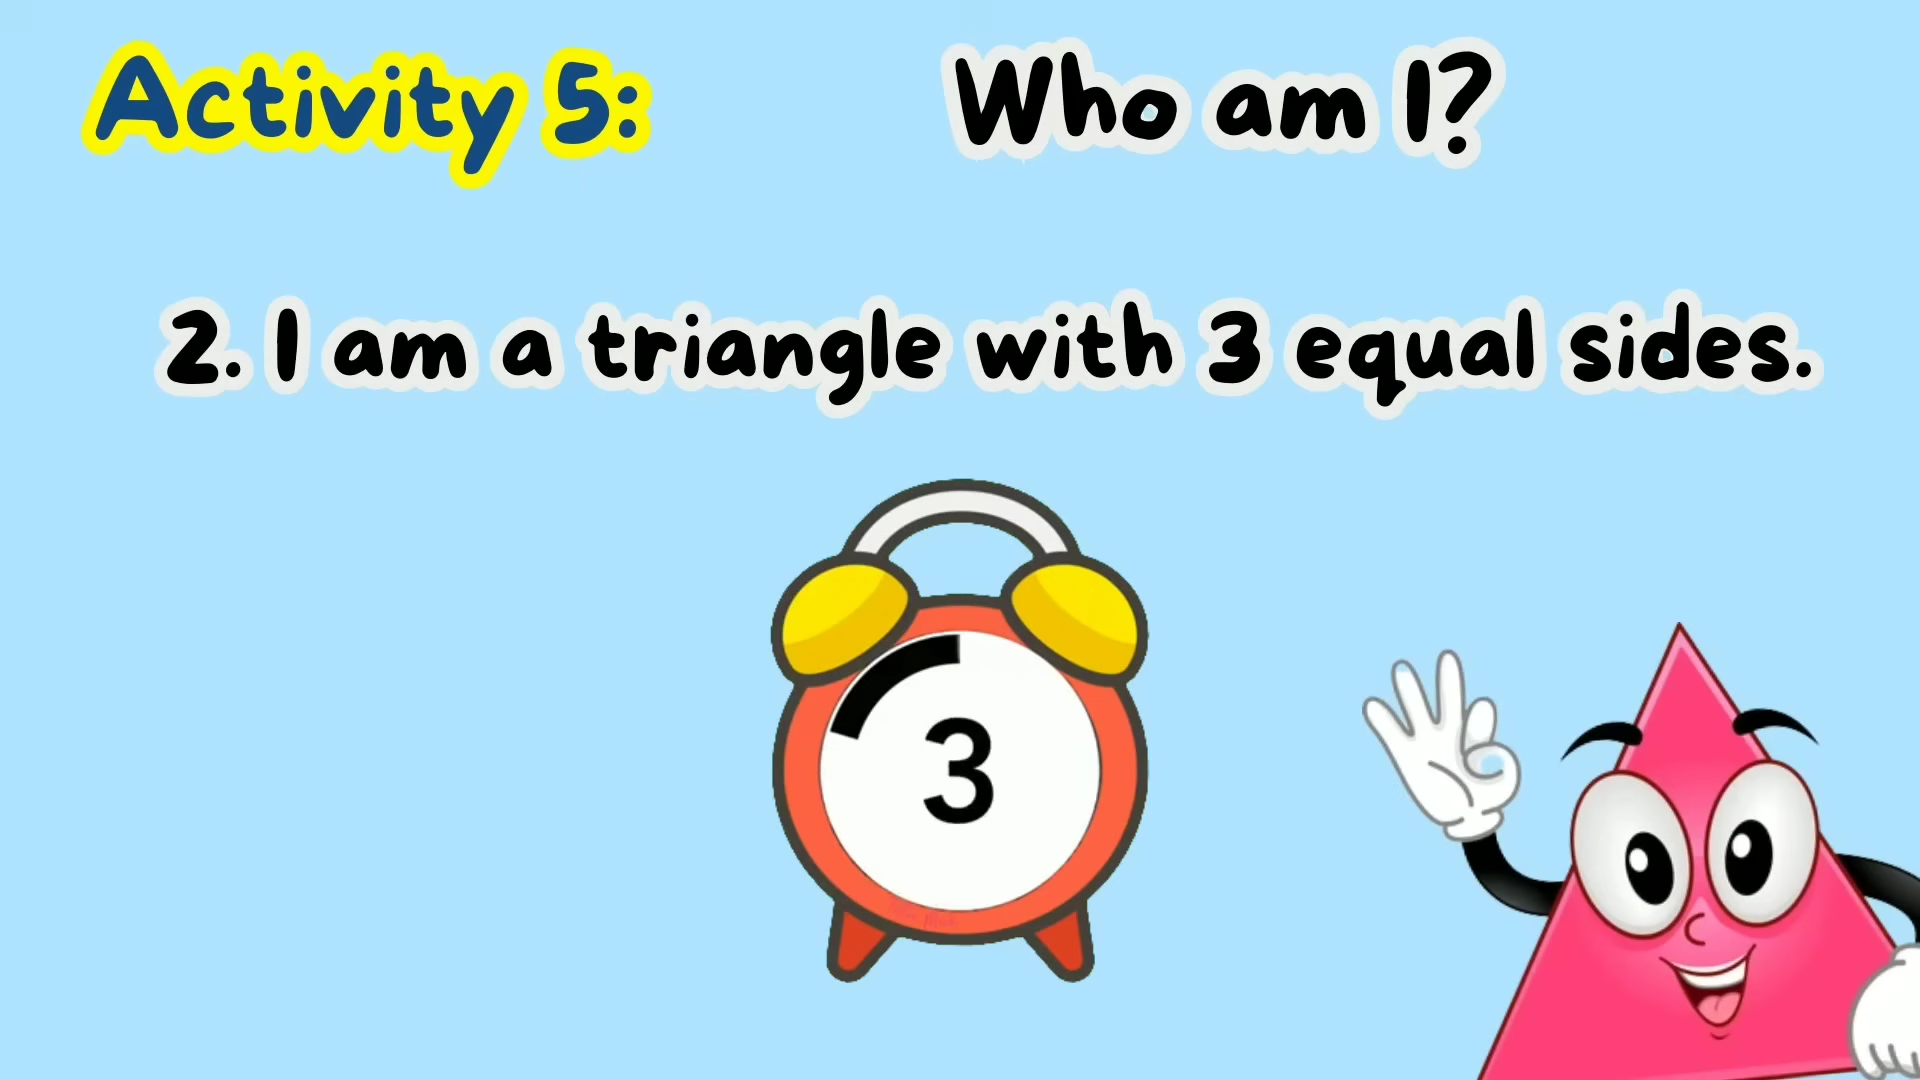 Activity 5: Who am I?
2. I am a triangle with 3 equal sides.
3